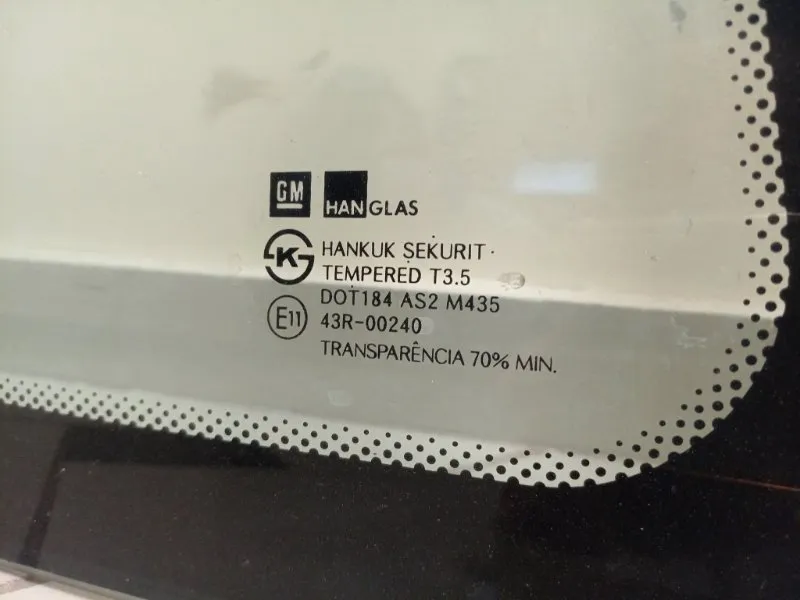 GM HANGLAS
K HANKUK SEKURIT
TEMPERED T3.5
DOT184 AS2 M435
E11 43R-00240
TRANSPARÊNCIA 70% MIN.